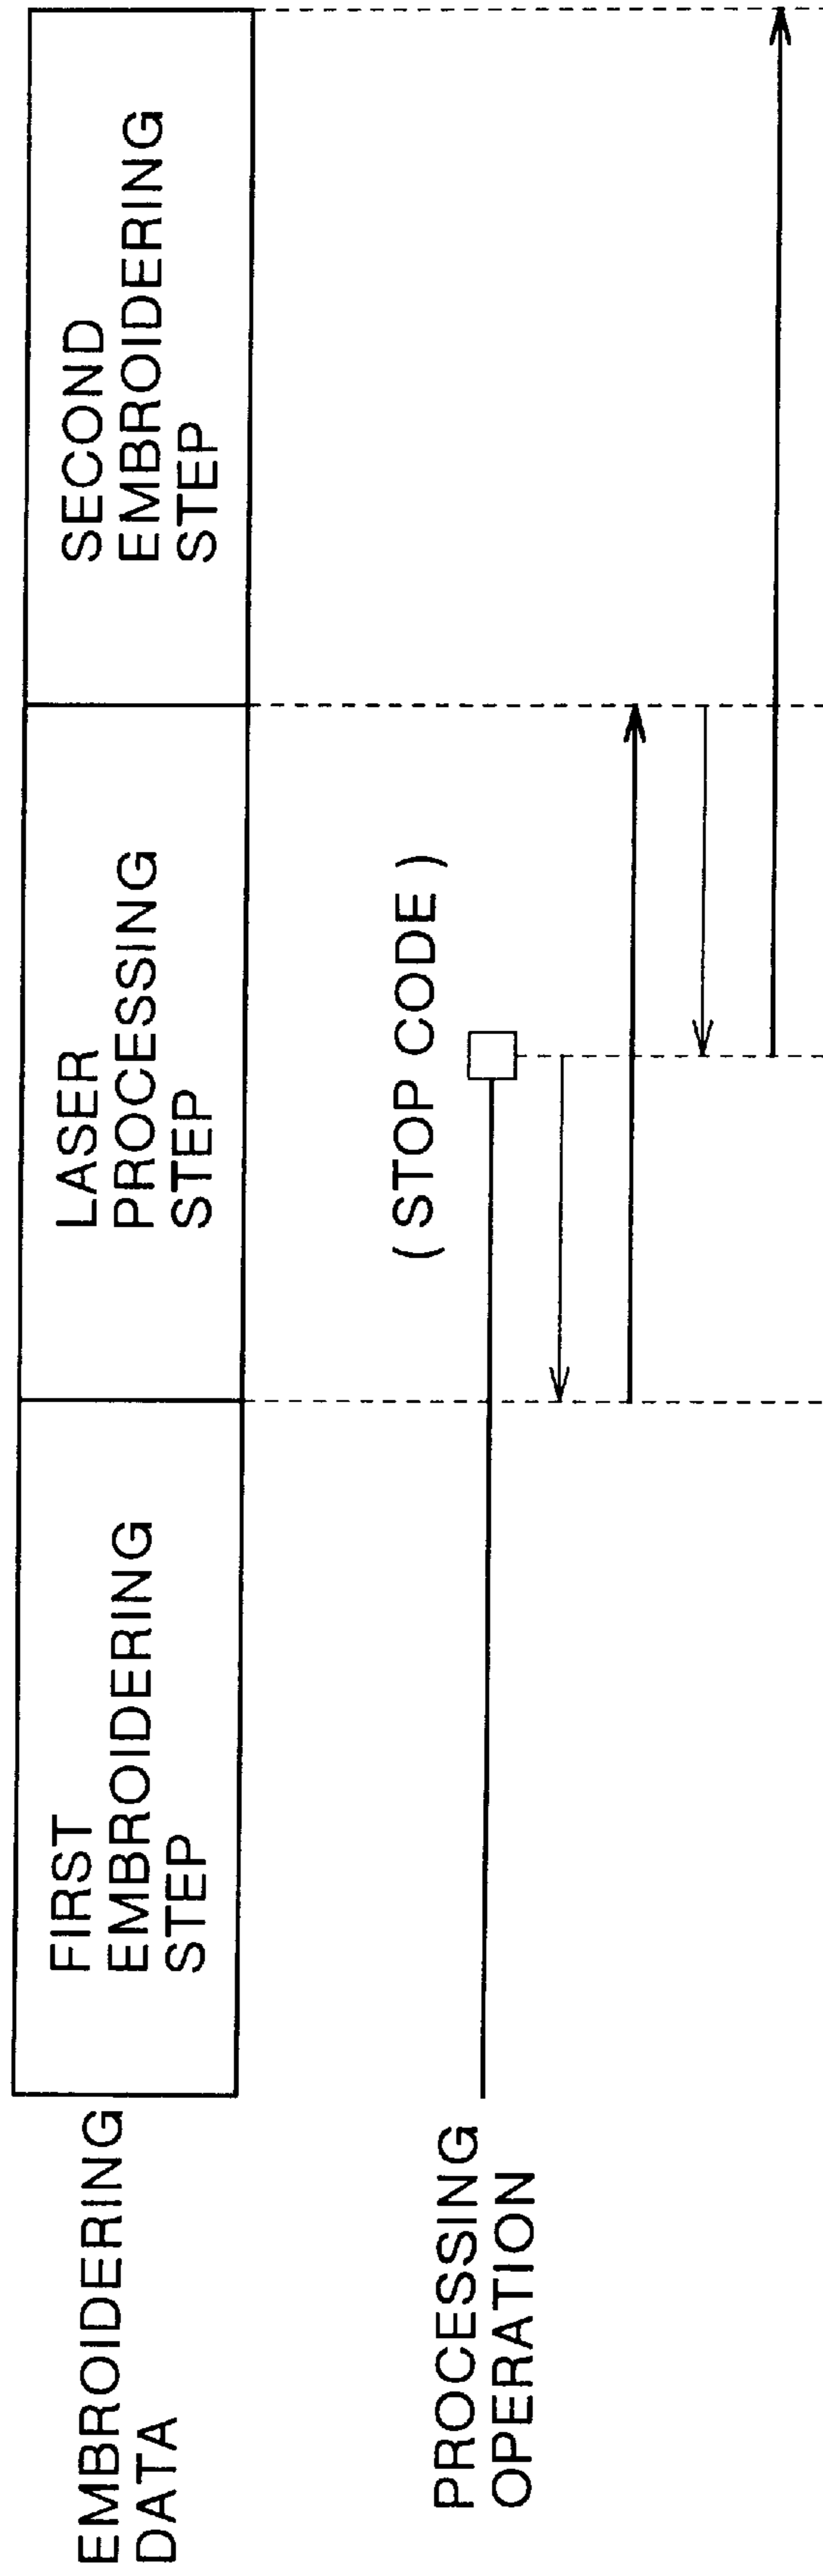 EMBROIDERING
DATA
FIRST
EMBROIDERING
STEP
LASER
PROCESSING
STEP
SECOND
EMBROIDERING
STEP
PROCESSING
OPERATION
( STOP CODE )